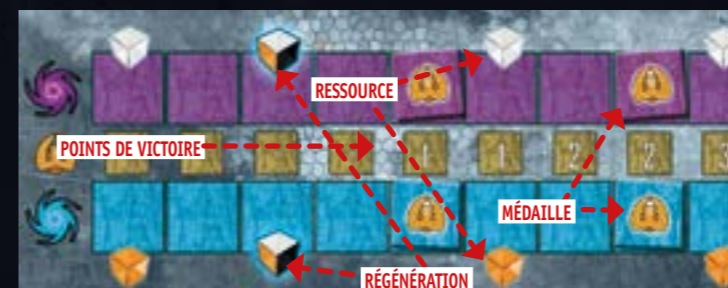 RESSOURCE
POINTS DE VICTOIRE
1 1 2 2
MÉDAILLE
RÉGÉNÉRATION